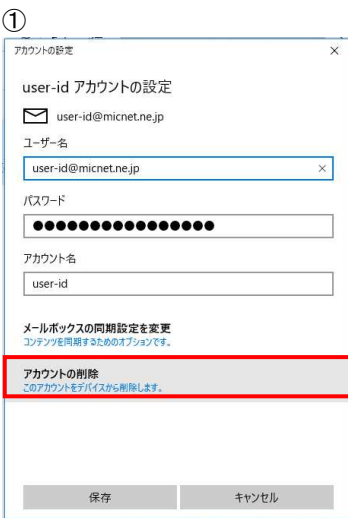 ①
アカウントの設定
user-id アカウントの設定
user-id@micnet.ne.jp
ユーザー名
user-id@micnet.ne.jp
パスワード
●●●●●●●●●●●●●●●●
アカウント名
user-id
メールボックスの同期設定を変更
コンテンツを同期するためのオプションです。
アカウントの削除
このアカウントをデバイスから削除します。
保存 キャンセル